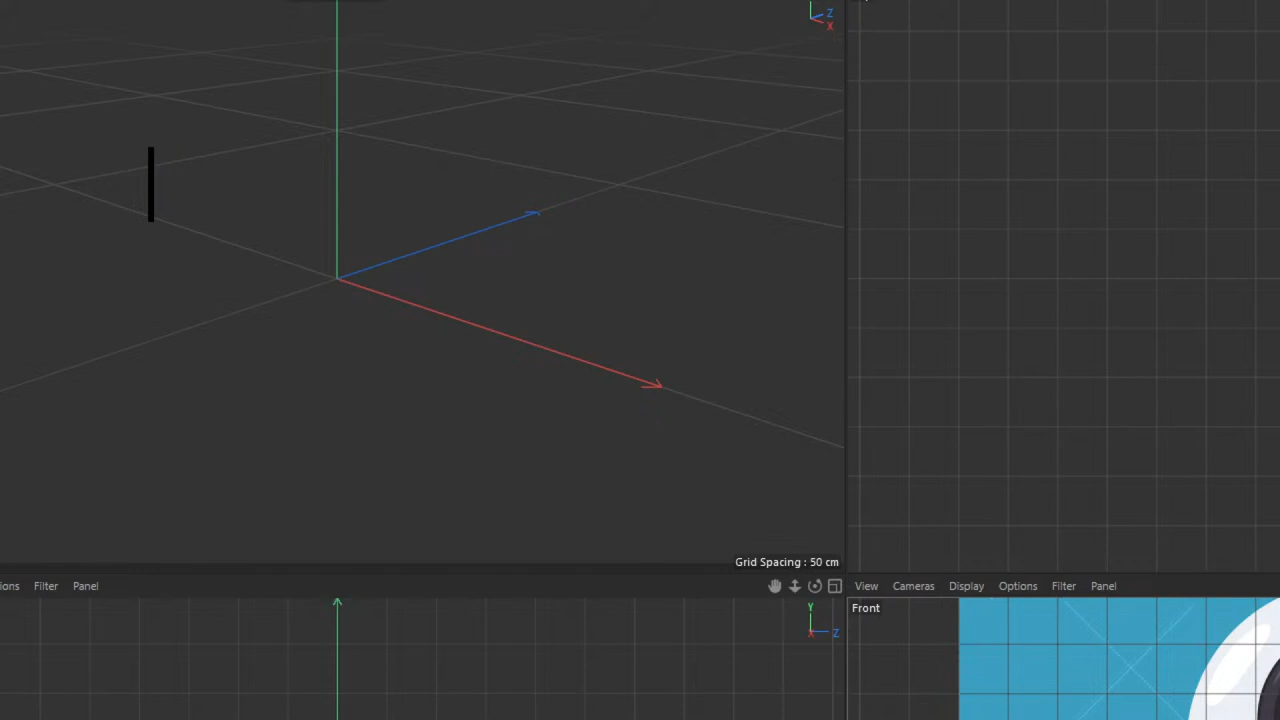 Z
X
Grid Spacing : 50 cm
ions Filter Panel
View Cameras Display Options Filter Panel
Front
Y
X Z